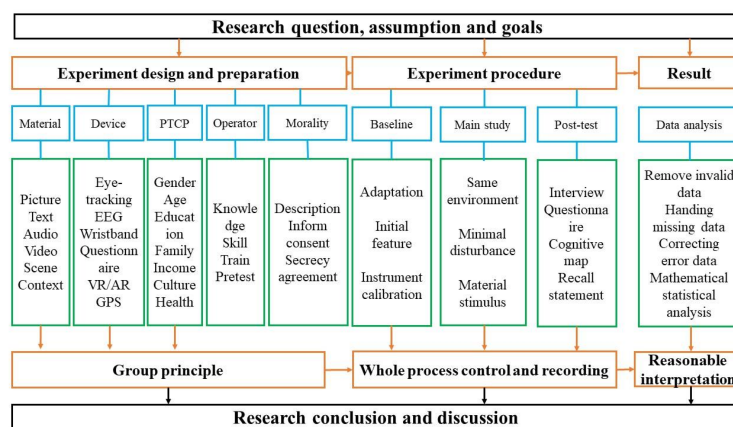 Research question, assumption and goals
Experiment design and preparation
Experiment procedure
Result
Material
Device
PTCP
Operator
Morality
Baseline
Main study
Post-test
Data analysis
Picture
Text
Audio
Video
Scene
Context
Eye-
tracking
EEG
Wristband
Questionn
aire
VR/AR
GPS
Gender
Age
Educat
ion
Family
Income
Culture
Health
Knowle
dge
Skill
Train
Pretest
Description
Inform
consent
Secrecy
agreement
Adaptation
Initial
feature
Instrument
calibration
Same
environment
Minimal
disturbance
Material
stimulus
Interview
Questionna
ire
Cognitive
map
Recall
statement
Remove invalid
data
Handing
missing data
Correcting
error data
Mathematical
statistical
analysis
Group principle
Whole process control and recording
Reasonable
interpretation
Research conclusion and discussion